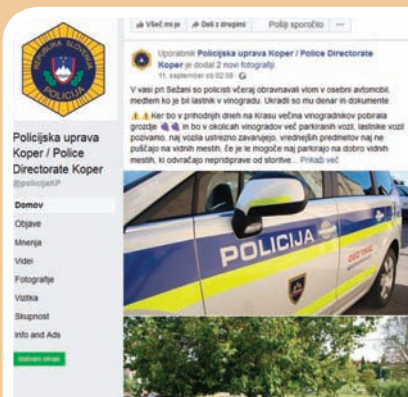 Všeč mi je
Deli z drugimi
Pošlji sporočilo
REPUBLIKA SLOVENIJA
POLICIJA
Uporabnik Policijska uprava Koper / Police Directorate
Koper je dodal 2 novi fotografiji.
11. september ob 02:58
V vasi pri Sežani so policisti včeraj obravnavali vlom v osebni avtomobil,
medtem ko je bil lastnik v vinogradu. Ukradli so mu denar in dokumente.
Ker bo v prihodnjih dneh na Krasu večina vinogradnikov pobirala
grozdje in bo v okolicah vinogradov več parkiranih vozil, lastnike vozil
pozivamo, naj vozila ustrezno zavarujejo, vrednejših predmetov naj ne
puščajo na vidnih mestih, če je le mogoče naj parkirajo na dobro vidnih
mestih, ki odvračajo nepridiprave od storitve... Prikaži več
Policijska uprava
Koper / Police
Directorate Koper
@policijaKP
Domov
Objave
Mnenja
Videi
Fotografije
Vizitka
Skupnost
Info and Ads
Ustvari stran
POLICIJA